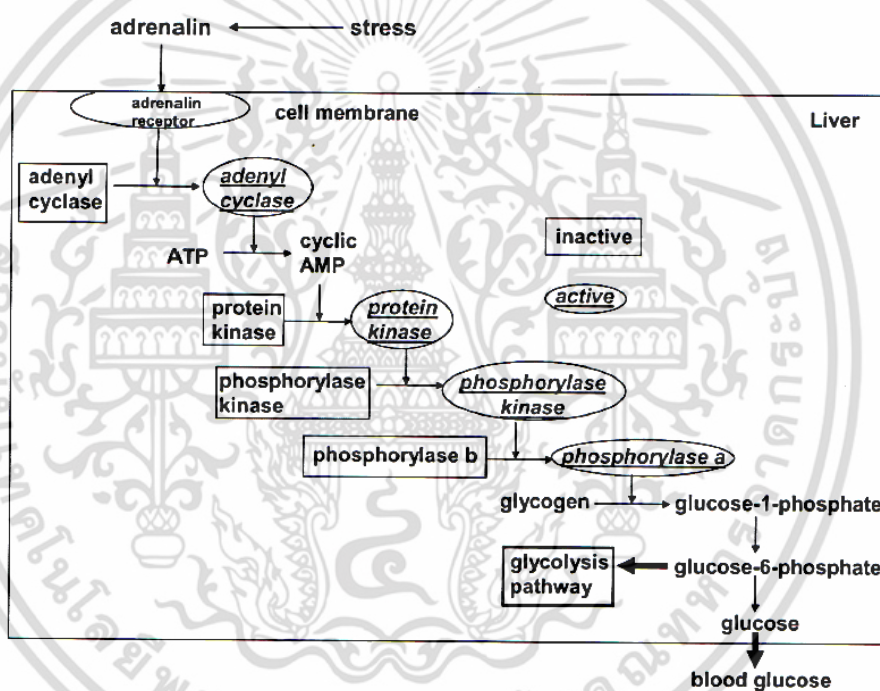 adrenalin
stress
adrenalin
receptor
cell membrane
Liver
adenyl
cyclase
adenyl
cyclase
inactive
ATP
cyclic
AMP
active
protein
kinase
protein
kinase
phosphorylase
kinase
phosphorylase
kinase
phosphorylase b
phosphorylase a
glycogen
glucose-1-phosphate
glycolysis
pathway
glucose-6-phosphate
glucose
blood glucose